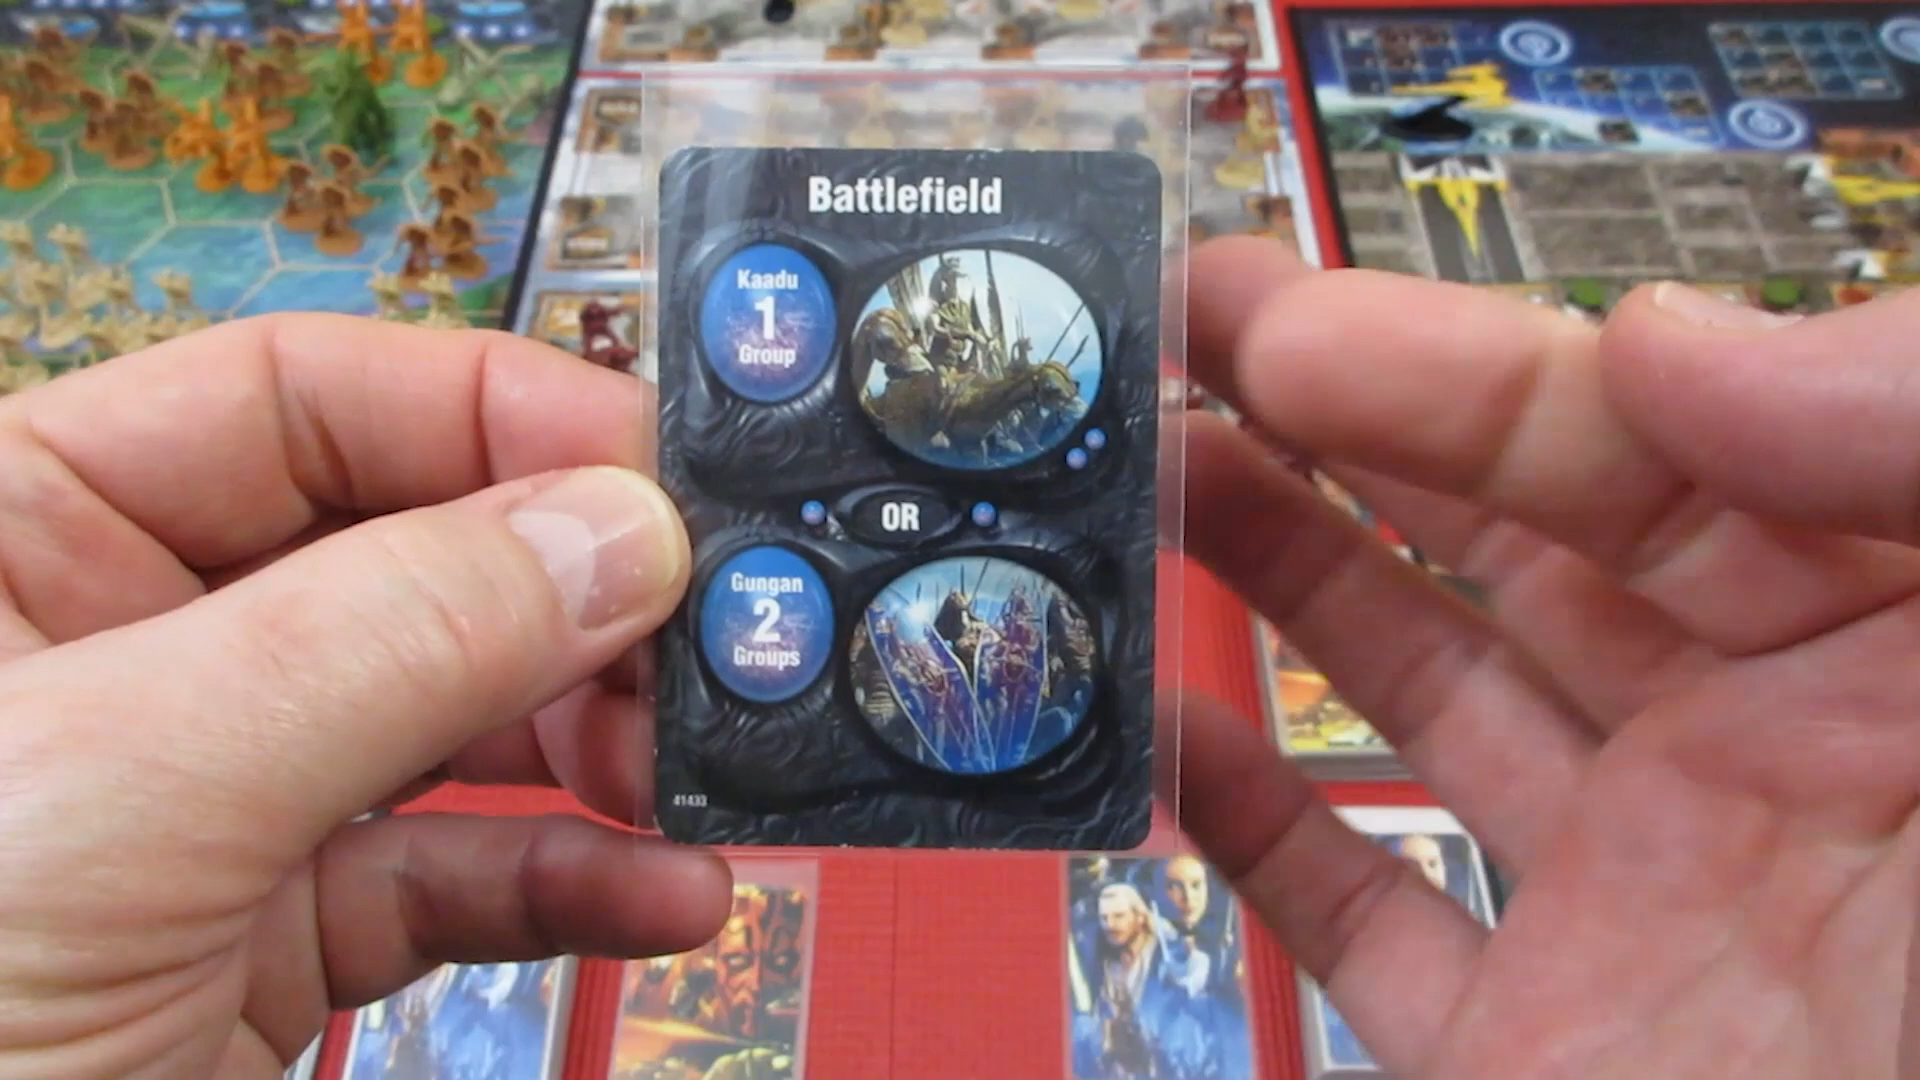 Battlefield
Kaadu
1
Group
OR
Gungan
2
Groups
41433